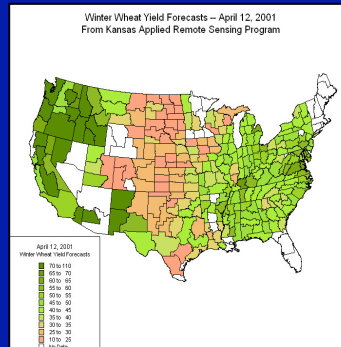 Winter Wheat Yield Forecasts -- April 12, 2001
From Kansas Applied Remote Sensing Program
April 12, 2001
Winter Wheat Yield Forecasts
70 to 110
65 to 70
60 to 65
55 to 60
50 to 55
45 to 50
40 to 45
35 to 40
30 to 35
25 to 30
10 to 25
No Data